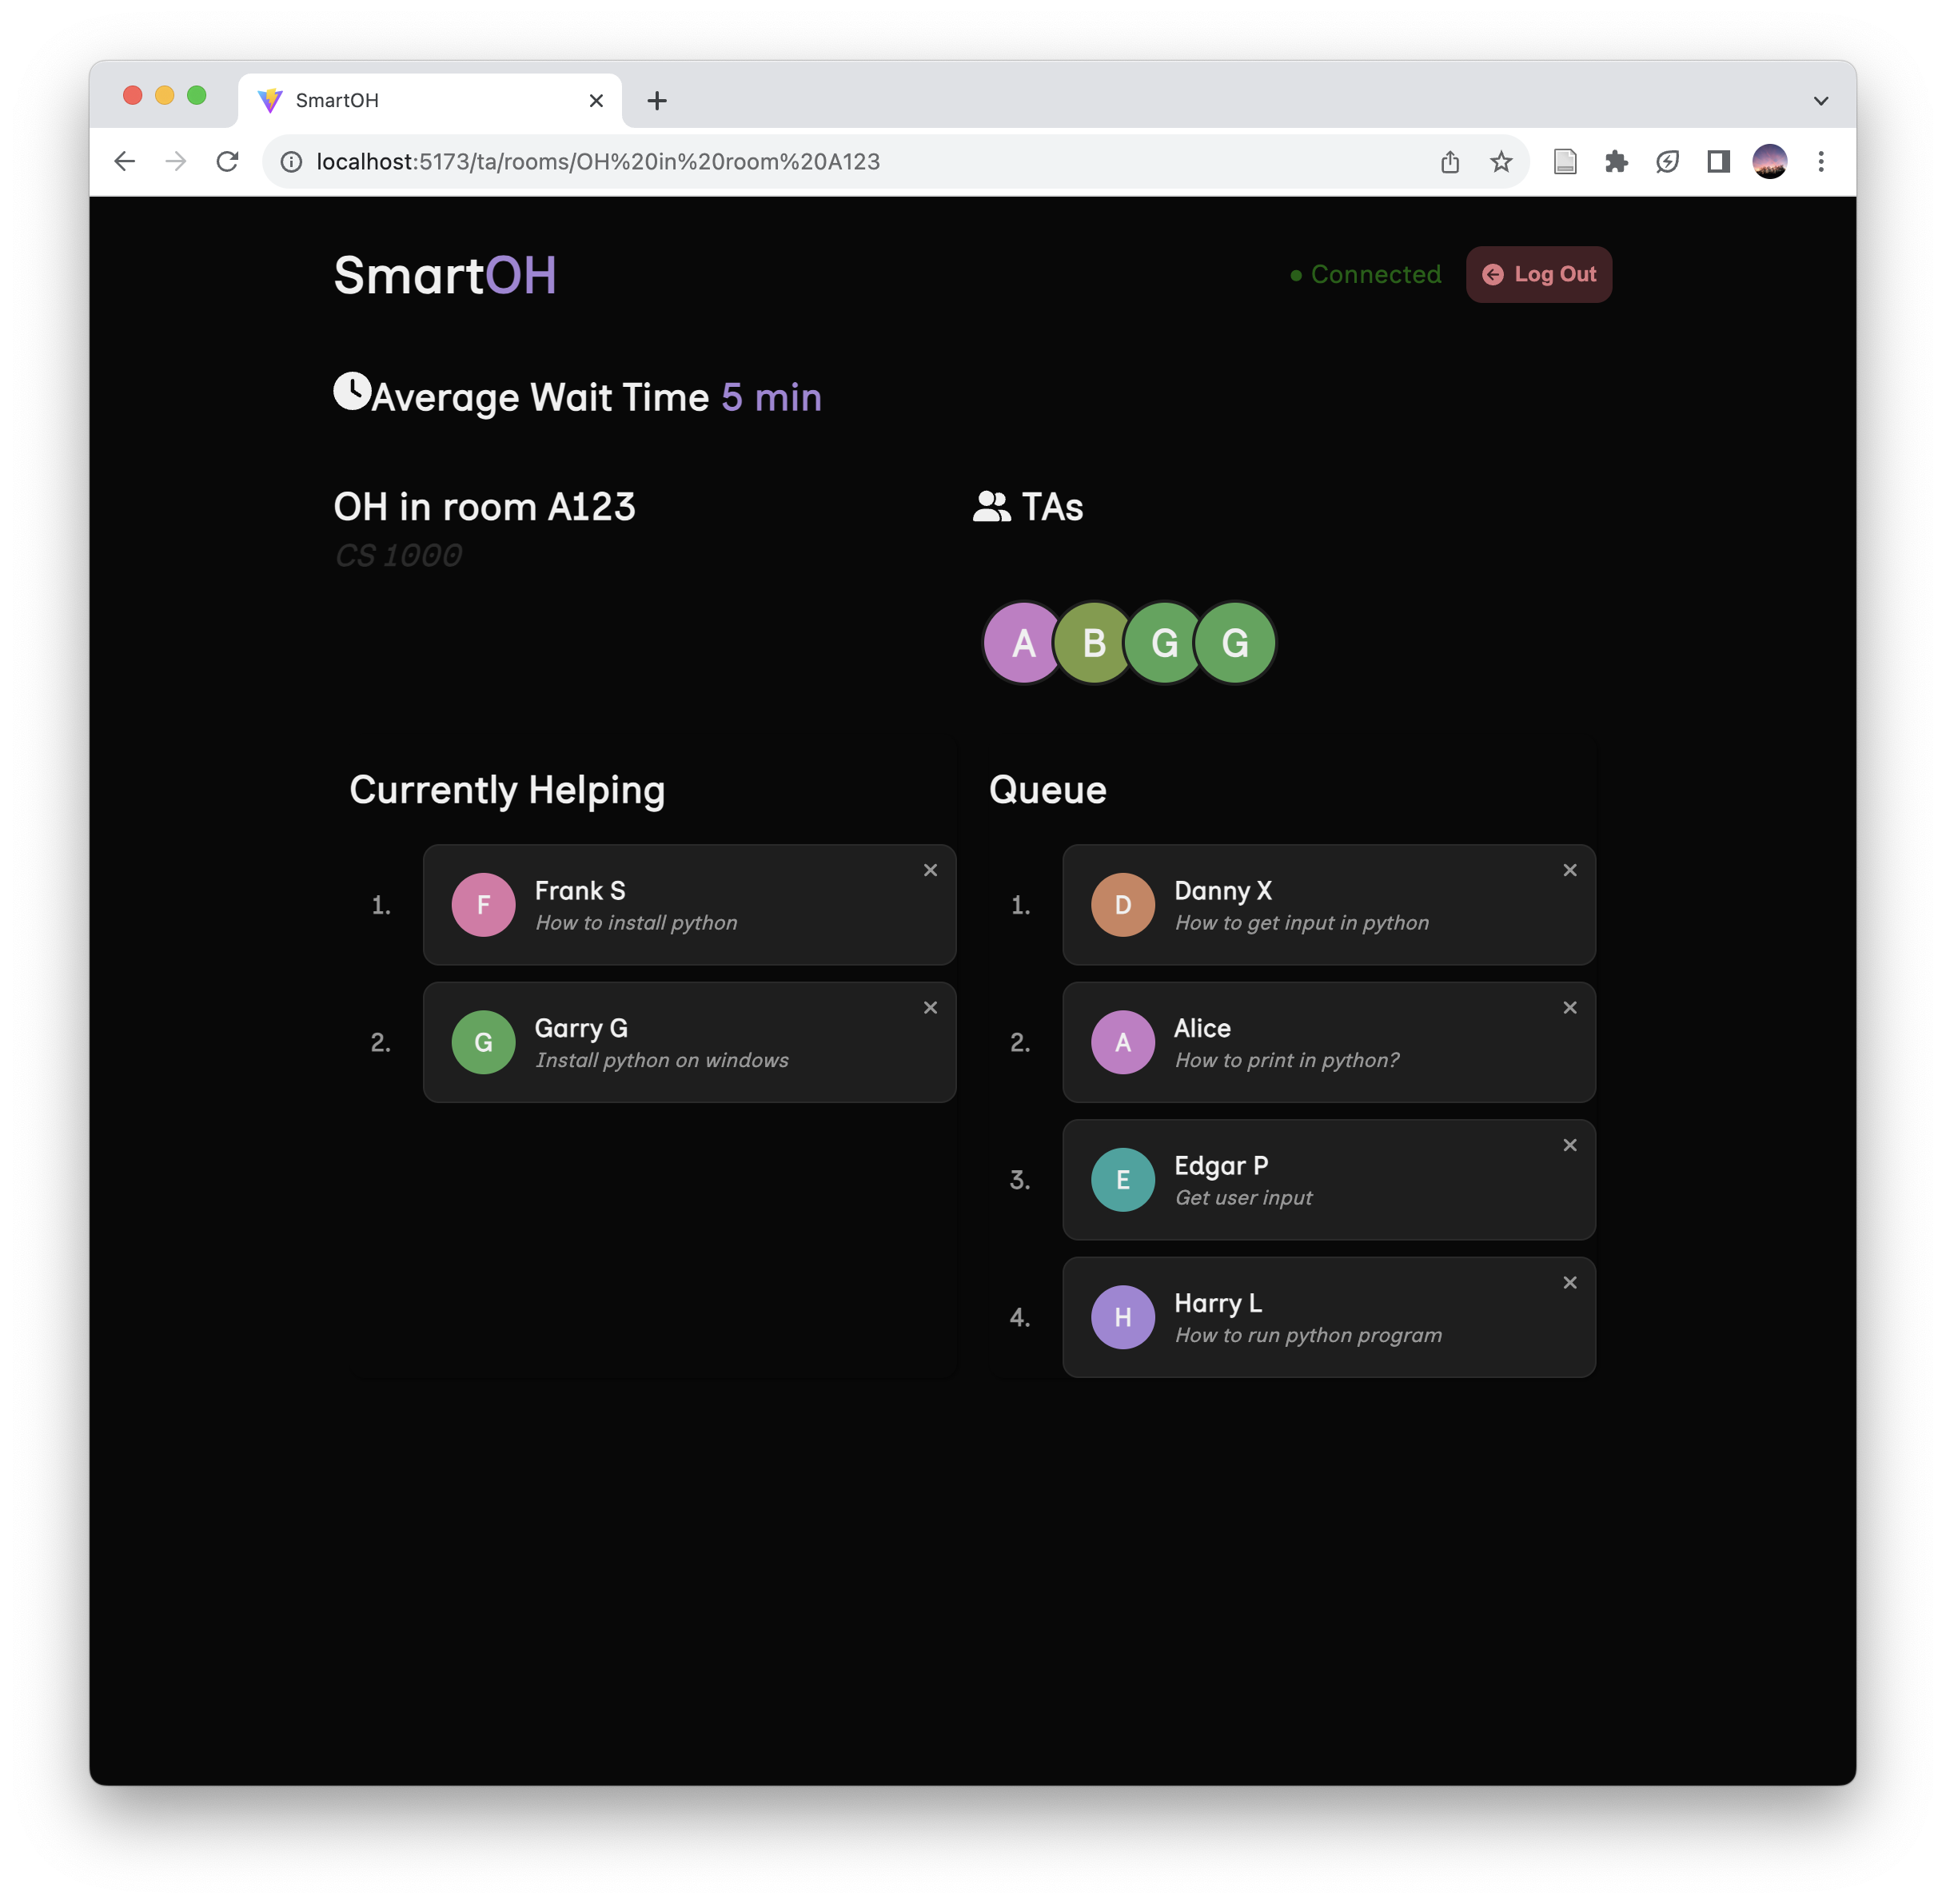 SmartOH
localhost:5173/ta/rooms/OH%20in%20room%20A123
SmartOH
Connected
Log Out
Average Wait Time 5 min
OH in room A123
CS 1000
TAs
A B G G
Currently Helping
1.
F
Frank S
How to install python
2.
G
Garry G
Install python on windows
Queue
1.
D
Danny X
How to get input in python
2.
A
Alice
How to print in python?
3.
E
Edgar P
Get user input
4.
H
Harry L
How to run python program